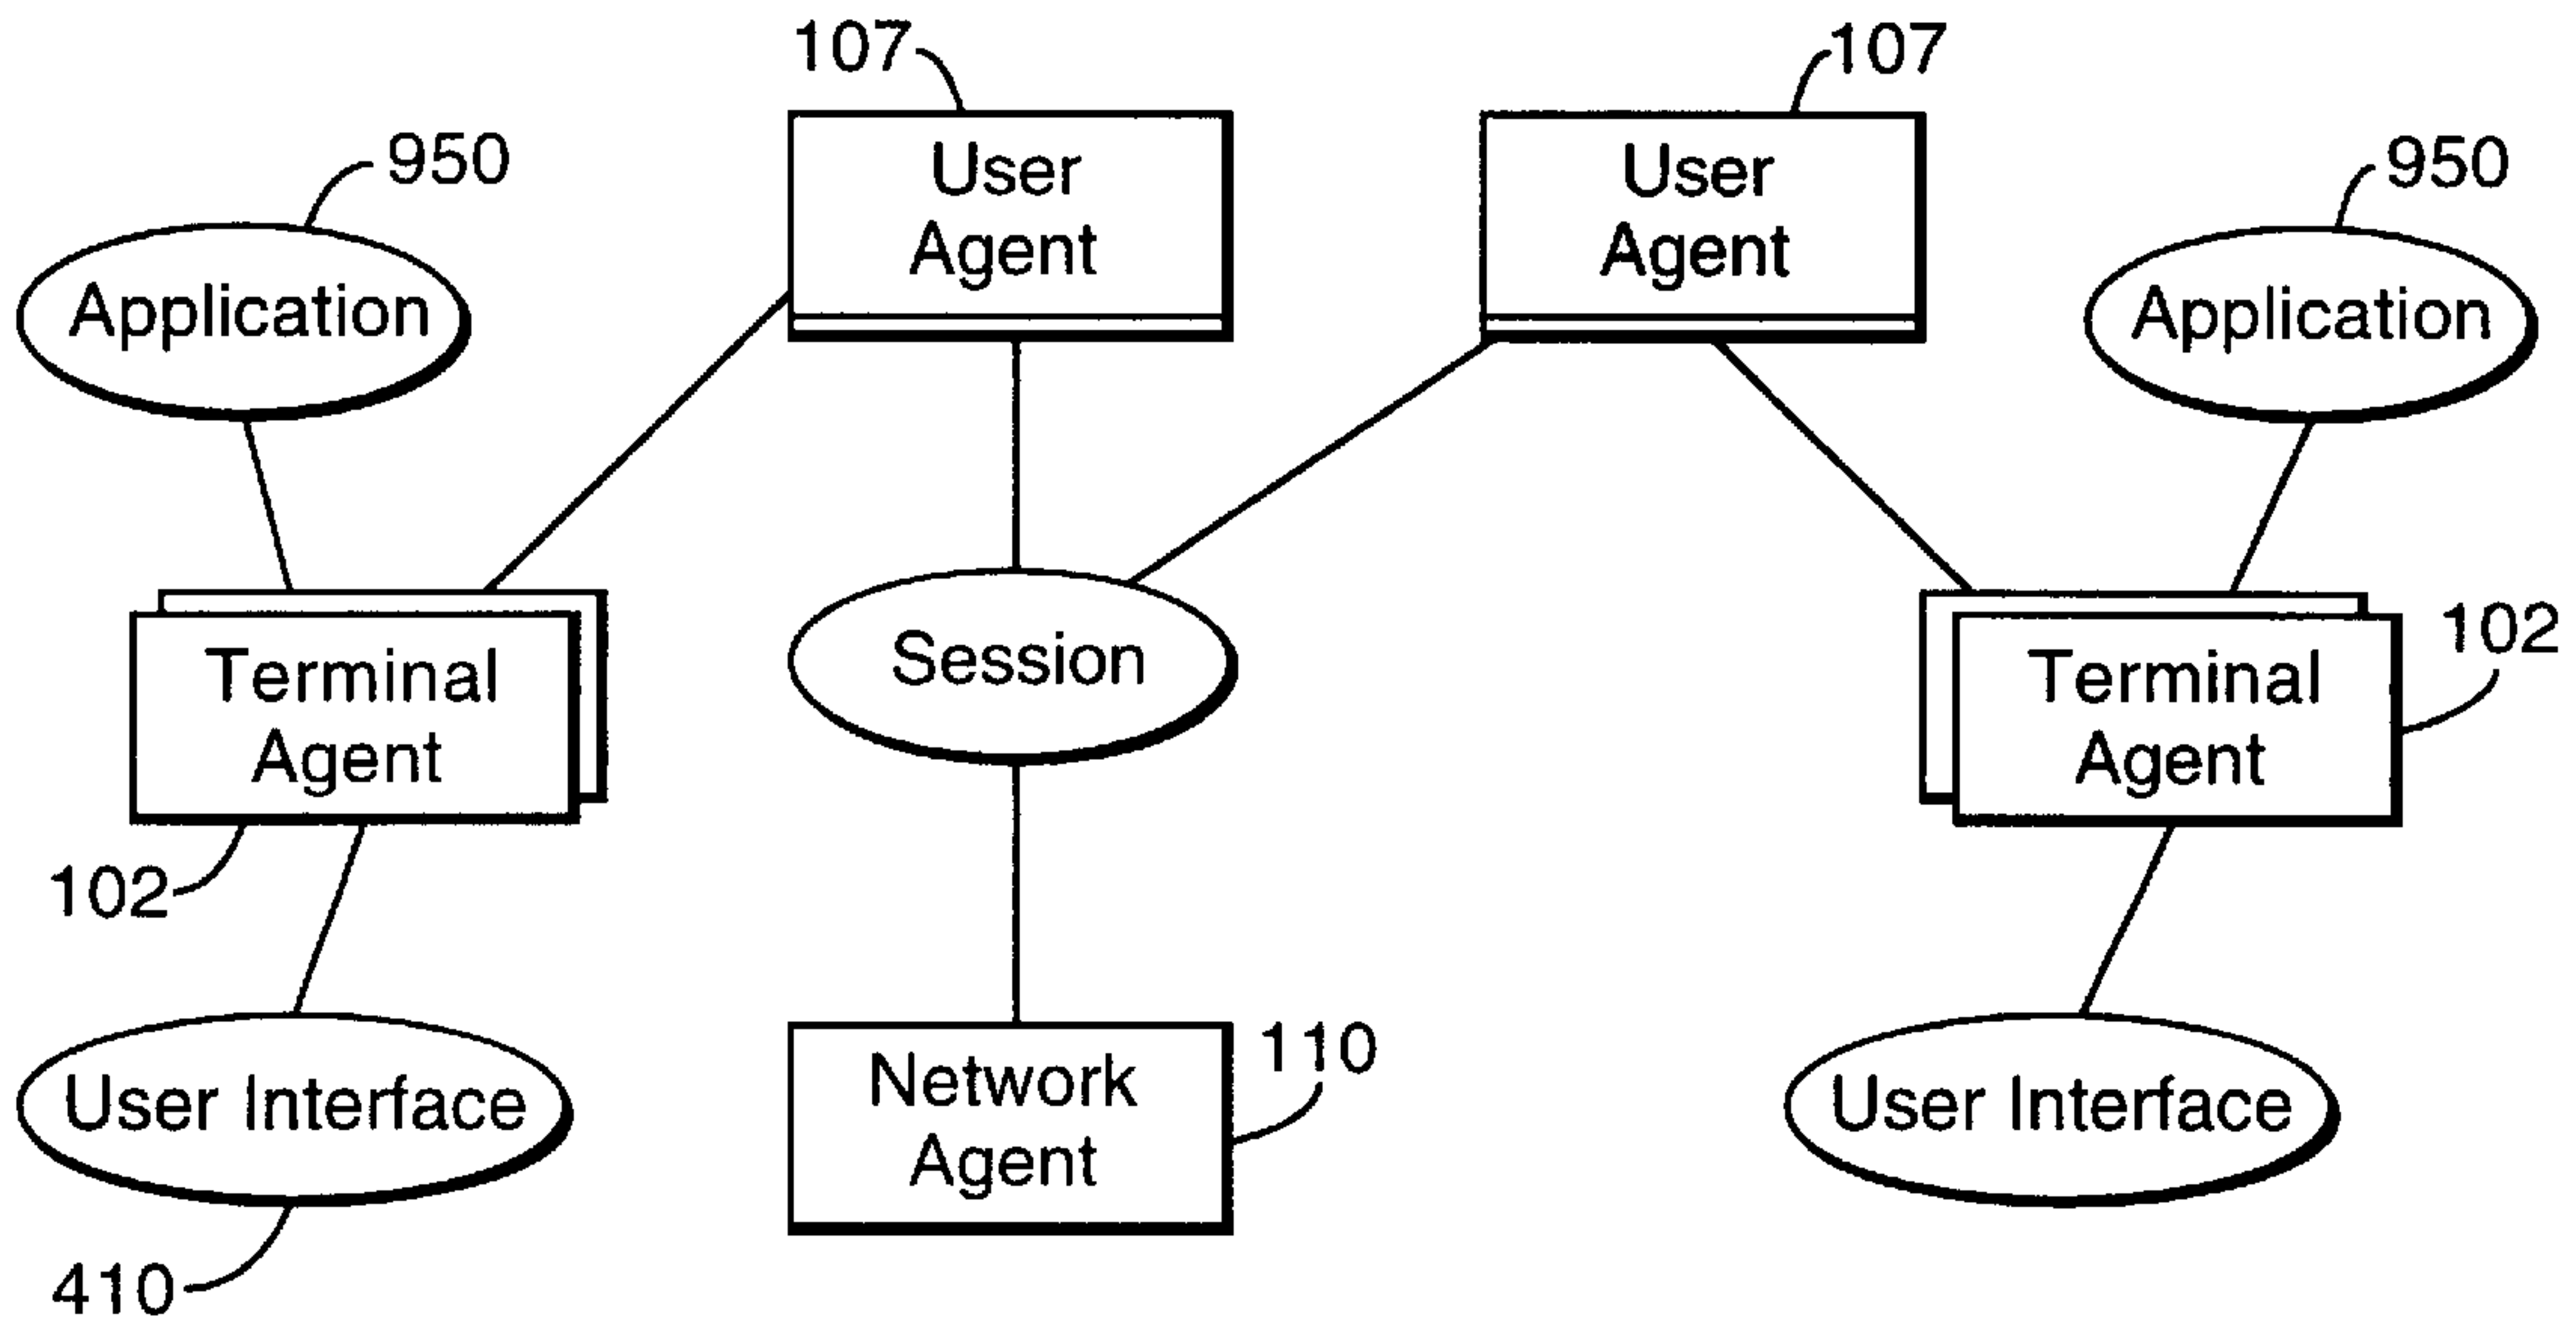 107
107
950
950
User
Agent
User
Agent
Application
Application
Terminal
Agent
Session
Terminal
Agent
102
102
User Interface
Network
Agent
110
User Interface
410